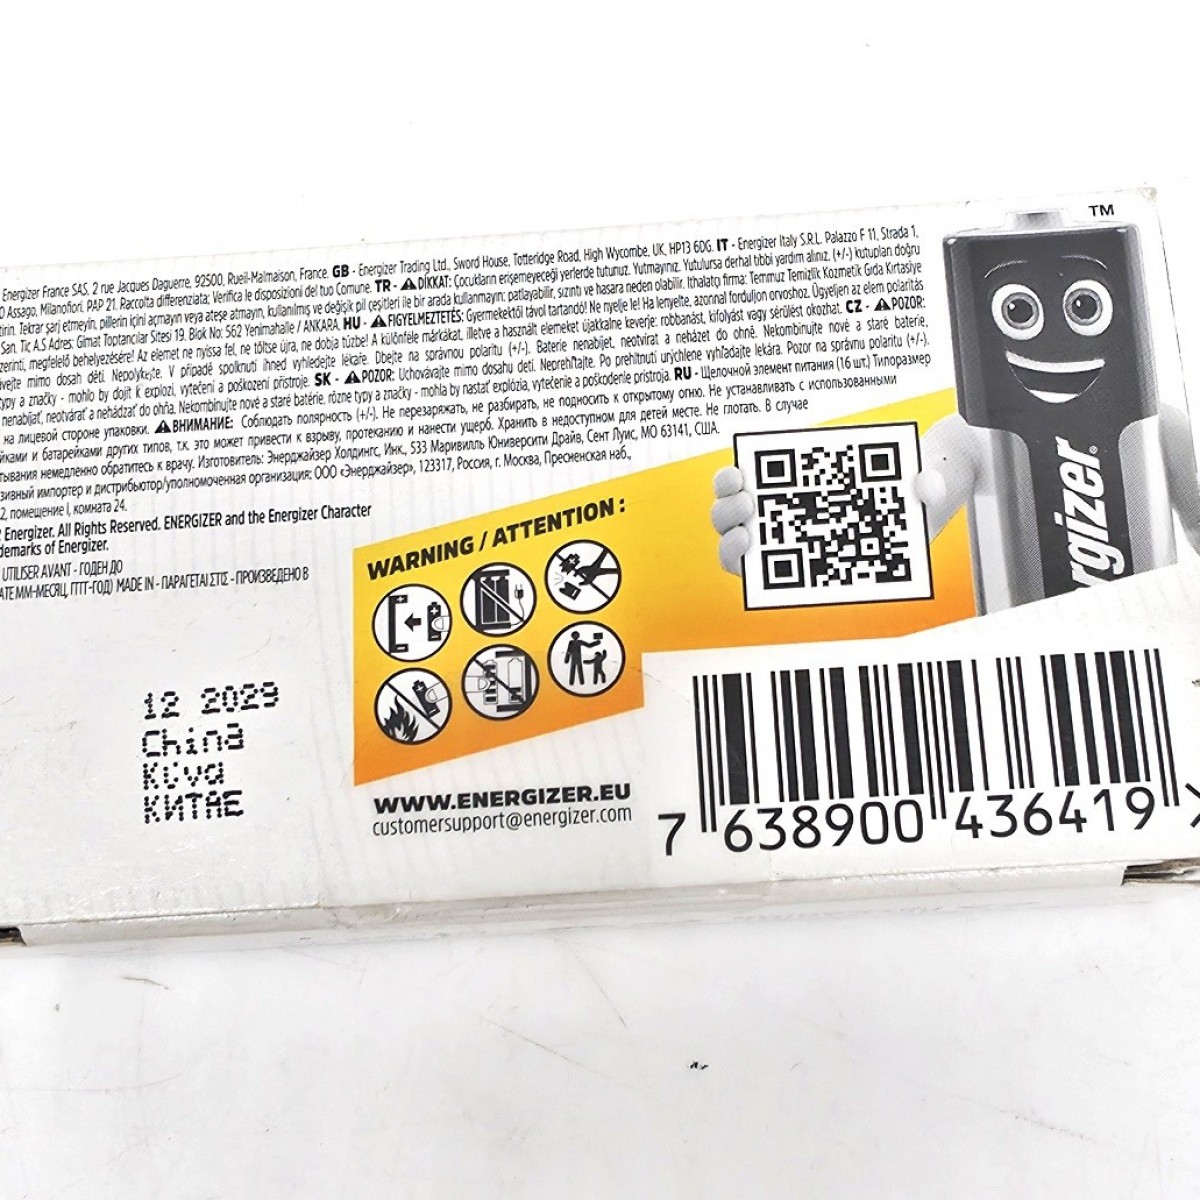 Energizer France SAS, 2 rue Jacques Daguerre, 92500, Rueil-Malmaison, France. GB - Energizer Trading Ltd., Sword House, Totteridge Road, High Wycombe, UK, HP13 6DG. IT - Energizer Italy S.R.L. Palazzo F 11, Strada 1,
Assago, Milanofiori. PAP 21. Raccolta differenziata; Verifica le disposizioni del tuo Comune. TR - ⚠DİKKAT: Çocukların erişemeyeceği yerlerde tutunuz. Yutmayınız. Yutulursa derhal tıbbi yardım alınız. (+/-) kutupları doğru
Tekrar şarj etmeyin, pillerin içini açmayın veya ateşe atmayın, kullanılmış ve değişik pil çeşitleri ile bir arada kullanmayın: patlayabilir, sızıntı ve hasara neden olabilir. İthalatçı firma: Temmuz Temizlik Kozmetik Gıda Kırtasiye
San. Tic A.S Adres: Gimat Toptancılar Sitesi 19. Blok No: 562 Yenimahalle / ANKARA. HU - ⚠FIGYELMEZTETÉS: Gyermekektől távol tartandó! Ne nyelje le! Ha lenyelte, azonnal forduljon orvoshoz. Ügyeljen az elem polaritás
szerinti, megfelelő behelyezésére! Az elemet ne nyissa fel, ne töltse újra, ne dobja tűzbe! A különféle márkákat, illetve a használt elemeket újakkalne keverje: robbanást, kifolyást vagy sérülést okozhat. CZ - ⚠POZOR:
mimo dosah dětí. Nepolykejte. V případě spolknutí ihned vyhledejte lékaře. Dbejte na správnou polaritu (+/-). Baterie nenabíjet, neotvírat a neházet do ohně. Nekombinujte nové a staré baterie,
typy a značky - mohlo by dojít k explozi, vytečení a poškození přístroje. SK - ⚠POZOR: Uchovávajte mimo dosahu detí. Neprehĺtajte. Po prehltnutí urýchlene vyhľadajte lekára. Pozor na správnu polaritu (+/-).
nenabíjať, neotvárať a nehádzať do ohňa. Nekombinujte nové a staré batérie, rôzne typy a značky - mohla by nastať explózia, vytečenie a poškodenie prístroja. RU - Щелочной элемент питания (16 шт.) Типоразмер
на лицевой стороне упаковки. ⚠ВНИМАНИЕ: Соблюдать полярность (+/-). Не перезаряжать, не разбирать, не подносить к открытому огню. Не устанавливать с использованными
и батарейками других типов, т.к. это может привести к взрыву, протеканию и нанести ущерб. Хранить в недоступном для детей месте. Не глотать. В случае
немедленно обратитесь к врачу. Изготовитель: Энерджайзер Холдингс, Инк., 533 Маривилль Юниверсити Драйв, Сент Луис, МО 63141, США.
импортер и дистрибьютор/уполномоченная организация: ООО «Энерджайзер», 123317, Россия, г. Москва, Пресненская наб.,
2, помещение I, комната 24.
Energizer. All Rights Reserved. ENERGIZER and the Energizer Character
of Energizer.
UTILISER AVANT - ГОДЕН ДО
MADE IN - ΠΑΡΑΓΕΤΑΙ ΣΤΙΣ - ПРОИЗВЕДЕНО В
12 2029
China
Κίνα
КИТАЕ
WARNING / ATTENTION :
WWW.ENERGIZER.EU
customersupport@energizer.com
TM
ergizer®
7 638900 436419 >